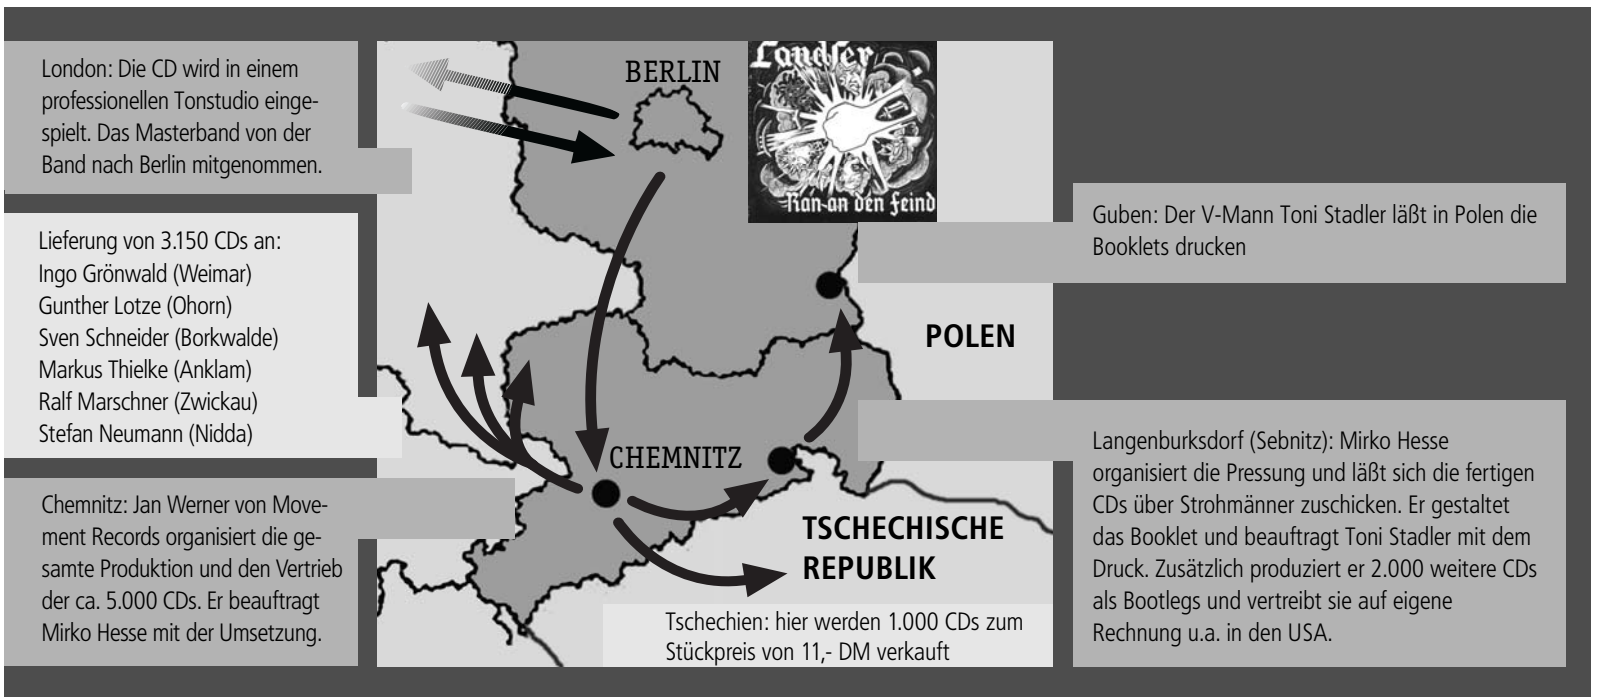 London: Die CD wird in einem
professionellen Tonstudio einge-
spielt. Das Masterband von der
Band nach Berlin mitgenommen.
Lieferung von 3.150 CDs an:
Ingo Grönwald (Weimar)
Gunther Lotze (Ohorn)
Sven Schneider (Borkwalde)
Markus Thielke (Anklam)
Ralf Marschner (Zwickau)
Stefan Neumann (Nidda)
Chemnitz: Jan Werner von Move-
ment Records organisiert die ge-
samte Produktion und den Vertrieb
der ca. 5.000 CDs. Er beauftragt
Mirko Hesse mit der Umsetzung.
BERLIN
Landser
Ran an den Feind
POLEN
CHEMNITZ
TSCHECHISCHE
REPUBLIK
Tschechien: hier werden 1.000 CDs zum
Stückpreis von 11,- DM verkauft
Guben: Der V-Mann Toni Stadler läßt in Polen die
Booklets drucken
Langenburksdorf (Sebnitz): Mirko Hesse
organisiert die Pressung und läßt sich die fertigen
CDs über Strohmänner zuschicken. Er gestaltet
das Booklet und beauftragt Toni Stadler mit dem
Druck. Zusätzlich produziert er 2.000 weitere CDs
als Bootlegs und vertreibt sie auf eigene
Rechnung u.a. in den USA.